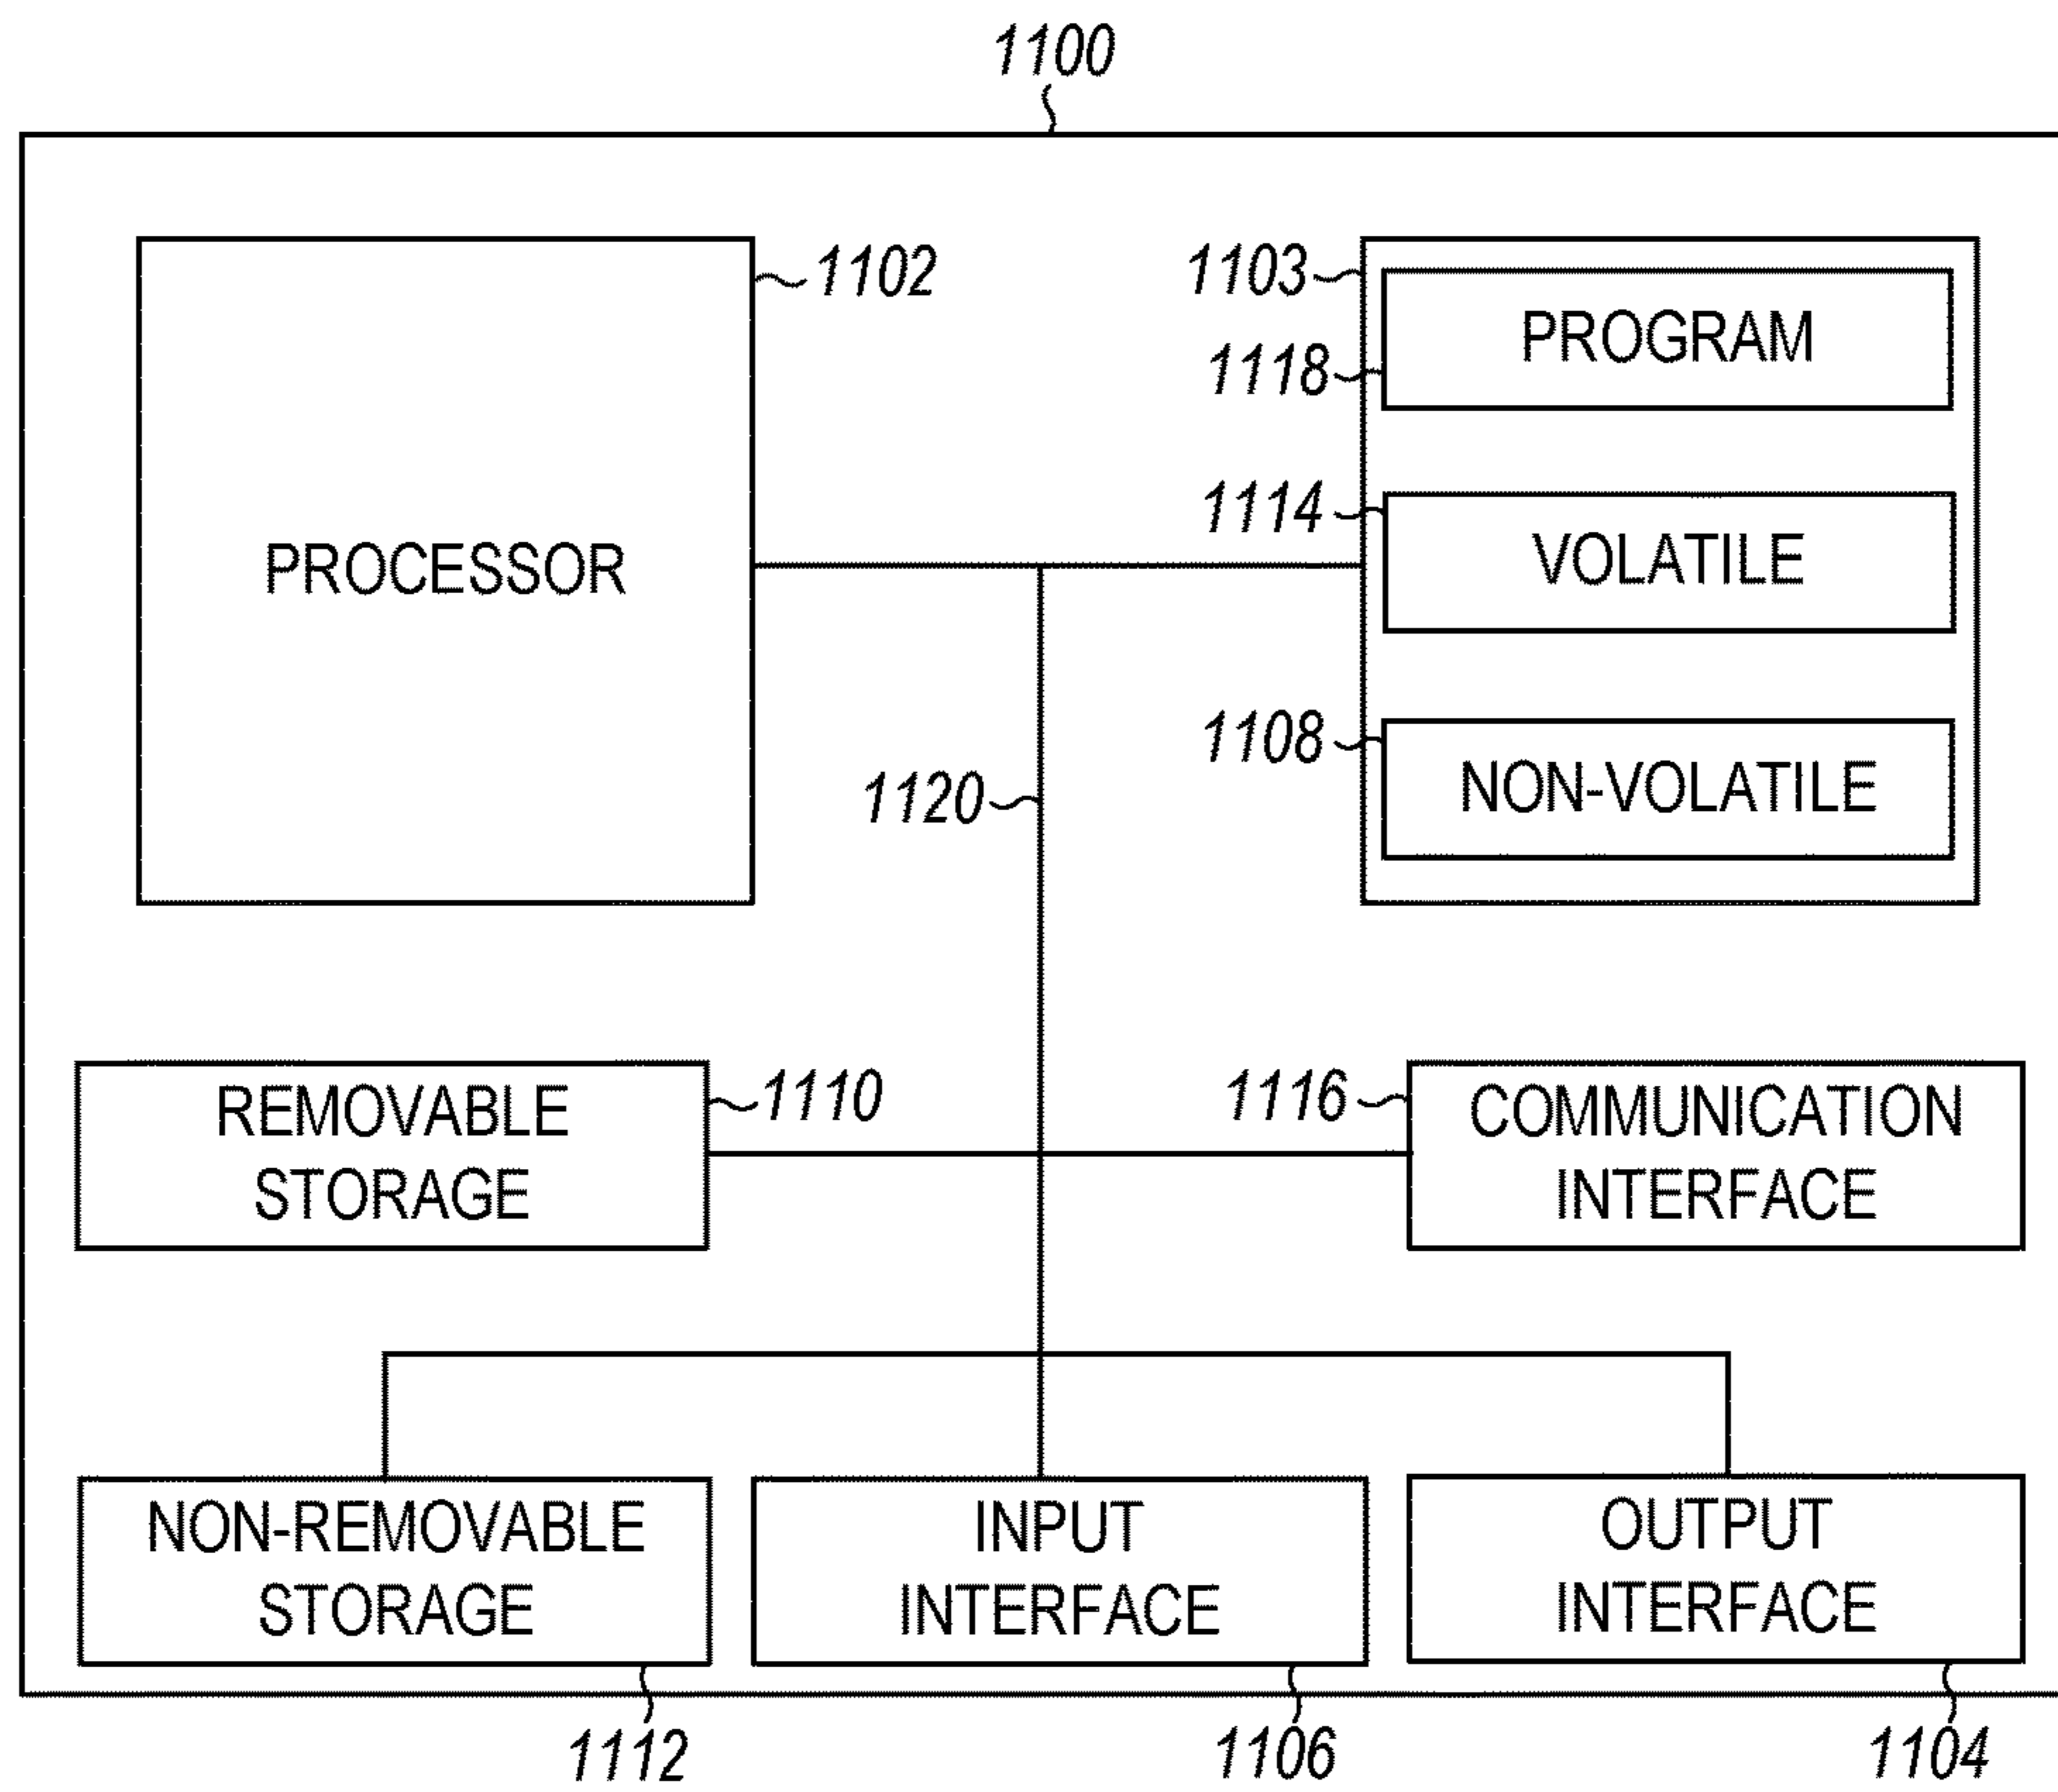 1100
1102
1103
PROGRAM
1118
1114
VOLATILE
PROCESSOR
1108
NON-VOLATILE
1120
REMOVABLE
STORAGE
1110
1116
COMMUNICATION
INTERFACE
NON-REMOVABLE
STORAGE
INPUT
INTERFACE
OUTPUT
INTERFACE
1112
1106
1104